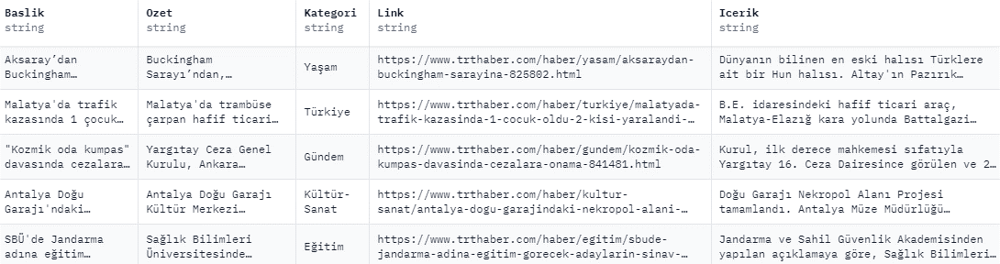 Baslik Ozet Kategori Link Icerik
string string string string string
Aksaray’dan Buckingham… Buckingham Sarayı’ndan,… Yaşam https://www.trthaber.com/haber/yasam/aksaraydan-buckingham-sarayina-825802.html Dünyanın bilinen en eski halısı Türklere ait bir Hun halısı. Altay'ın Pazırık…
Malatya'da trafik kazasında 1 çocuk… Malatya'da trambüse çarpan hafif ticari… Türkiye https://www.trthaber.com/haber/turkiye/malatyada-trafik-kazasinda-1-cocuk-oldu-2-kisi-yaralandi-… B.E. idaresindeki hafif ticari araç, Malatya-Elazığ kara yolunda Battalgazi…
"Kozmik oda kumpas" davasında cezalara… Yargıtay Ceza Genel Kurulu, Ankara… Gündem https://www.trthaber.com/haber/gundem/kozmik-oda-kumpas-davasinda-cezalara-onama-841481.html Kurul, ilk derece mahkemesi sıfatıyla Yargıtay 16. Ceza Dairesince görülen ve 2…
Antalya Doğu Garajı'ndaki… Antalya Doğu Garajı Kültür Merkezi… Kültür-Sanat https://www.trthaber.com/haber/kultur-sanat/antalya-dogu-garajindaki-nekropol-alani-… Doğu Garajı Nekropol Alanı Projesi tamamlandı. Antalya Müze Müdürlüğü…
SBÜ'de Jandarma adına eğitim… Sağlık Bilimleri Üniversitesinde… Eğitim https://www.trthaber.com/haber/egitim/sbude-jandarma-adina-egitim-gorecek-adaylarin-sinav-… Jandarma ve Sahil Güvenlik Akademisinden yapılan açıklamaya göre, Sağlık Bilimleri…